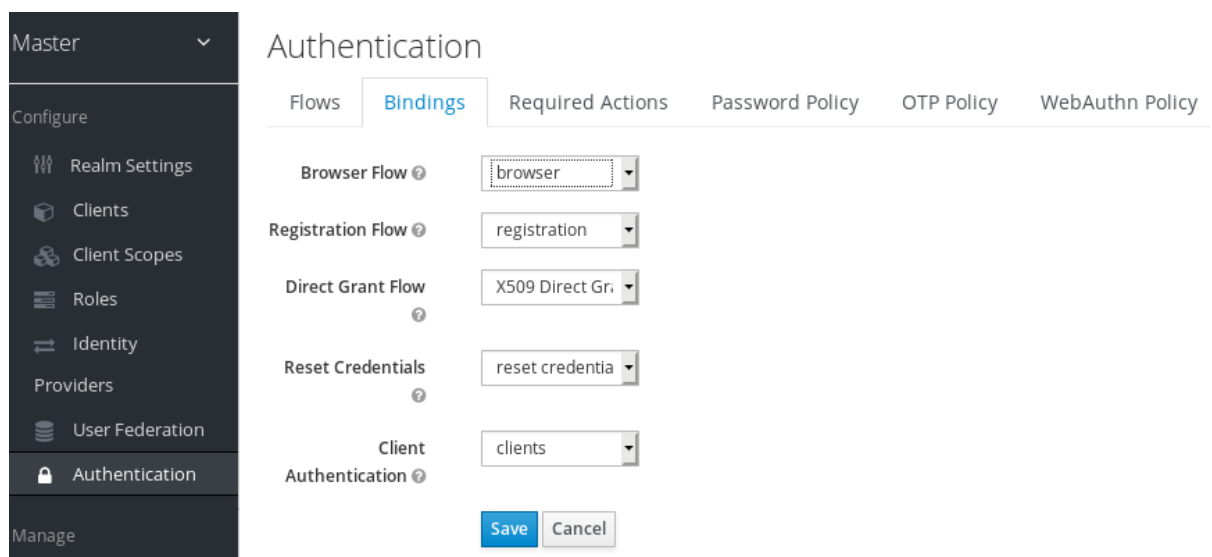 Master
Configure
Realm Settings
Clients
Client Scopes
Roles
Identity
Providers
User Federation
Authentication
Manage
Authentication
Flows Bindings Required Actions Password Policy OTP Policy WebAuthn Policy
Browser Flow browser
Registration Flow registration
Direct Grant Flow X509 Direct Gra
Reset Credentials reset credentia
Client clients
Authentication
Save Cancel